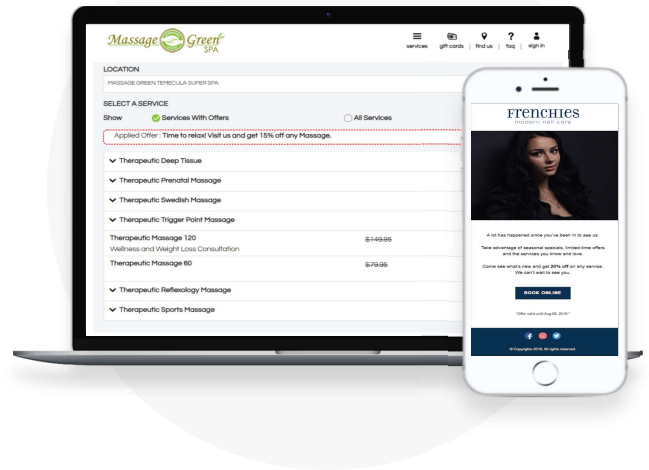 Massage Green
SPA
services
gift cards
find us
faq
sign in
LOCATION
MASSAGE GREEN TEMECULA SUPER SPA
SELECT A SERVICE
Show
Services With Offers
All Services
Applied Offer : Time to relax! Visit us and get 15% off any Massage.
Therapeutic Deep Tissue
Therapeutic Prenatal Massage
Therapeutic Swedish Massage
Therapeutic Trigger Point Massage
Therapeutic Massage 120
$149.95
Wellness and Weight Loss Consultation
Therapeutic Massage 60
$79.95
Therapeutic Reflexology Massage
Therapeutic Sports Massage
FRENCHIES
modern nail care
A lot has happened since you've been in to see us.
Take advantage of seasonal specials, limited-time offers
and the services you know and love.
Come see what's new and get 20% off on any service.
We can't wait to see you.
BOOK ONLINE
© Copyrights 2019. All rights reserved.